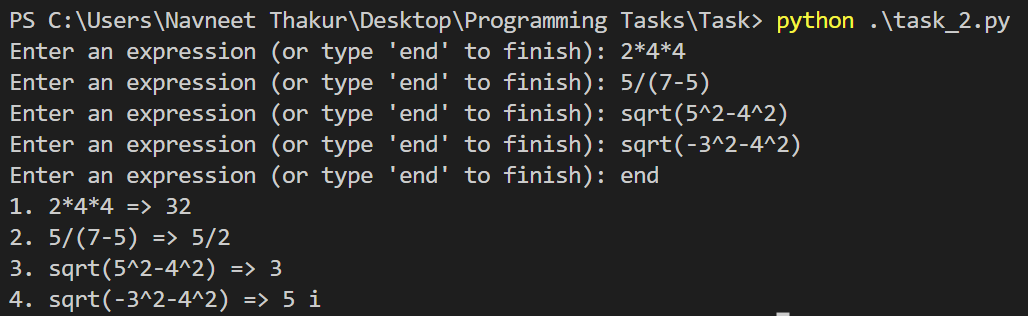 PS C:\Users\Navneet Thakur\Desktop\Programming Tasks\Task> python .\task_2.py
Enter an expression (or type 'end' to finish): 2*4*4
Enter an expression (or type 'end' to finish): 5/(7-5)
Enter an expression (or type 'end' to finish): sqrt(5^2-4^2)
Enter an expression (or type 'end' to finish): sqrt(-3^2-4^2)
Enter an expression (or type 'end' to finish): end
1. 2*4*4 => 32
2. 5/(7-5) => 5/2
3. sqrt(5^2-4^2) => 3
4. sqrt(-3^2-4^2) => 5 i